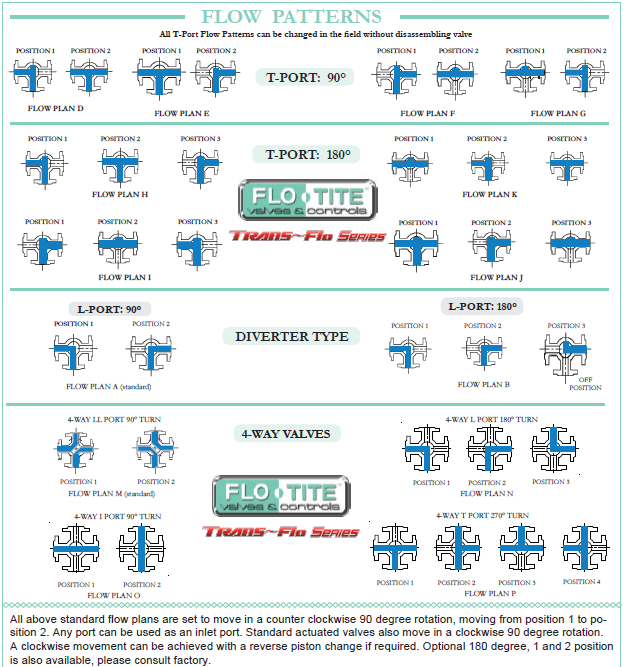 FLOW PATTERNS
All T-Port Flow Patterns can be changed in the field without disassembling valve
POSITION 1 POSITION 2 POSITION 1 POSITION 2 POSITION 1 POSITION 2 POSITION 1 POSITION 2
T-PORT: 90°
FLOW PLAN D FLOW PLAN E FLOW PLAN F FLOW PLAN G
POSITION 1 POSITION 2 POSITION 3 POSITION 1 POSITION 2 POSITION 3
T-PORT: 180°
FLOW PLAN H FLOW PLAN K
FLO TITE
valves & controls
TRANS~FLO SERIES
POSITION 1 POSITION 2 POSITION 3 POSITION 1 POSITION 2 POSITION 3
FLOW PLAN I FLOW PLAN J
L-PORT: 90° L-PORT: 180°
POSITION 1 POSITION 2 POSITION 1 POSITION 2 POSITION 3
DIVERTER TYPE
FLOW PLAN A (standard) FLOW PLAN B OFF
POSITION
4-WAY LL PORT 90° TURN 4-WAY L PORT 180° TURN
4-WAY VALVES
POSITION 1 POSITION 2 POSITION 1 POSITION 2 POSITION 3
FLOW PLAN M (standard) FLOW PLAN N
FLO TITE
valves & controls
TRANS~FLO SERIES
4-WAY I PORT 90° TURN 4-WAY T PORT 270° TURN
POSITION 1 POSITION 2 POSITION 1 POSITION 2 POSITION 3 POSITION 4
FLOW PLAN O FLOW PLAN P
All above standard flow plans are set to move in a counter clockwise 90 degree rotation, moving from position 1 to po-
sition 2. Any port can be used as an inlet port. Standard actuated valves also move in a clockwise 90 degree rotation.
A clockwise movement can be achieved with a reverse piston change if required. Optional 180 degree, 1 and 2 position
is also available, please consult factory.